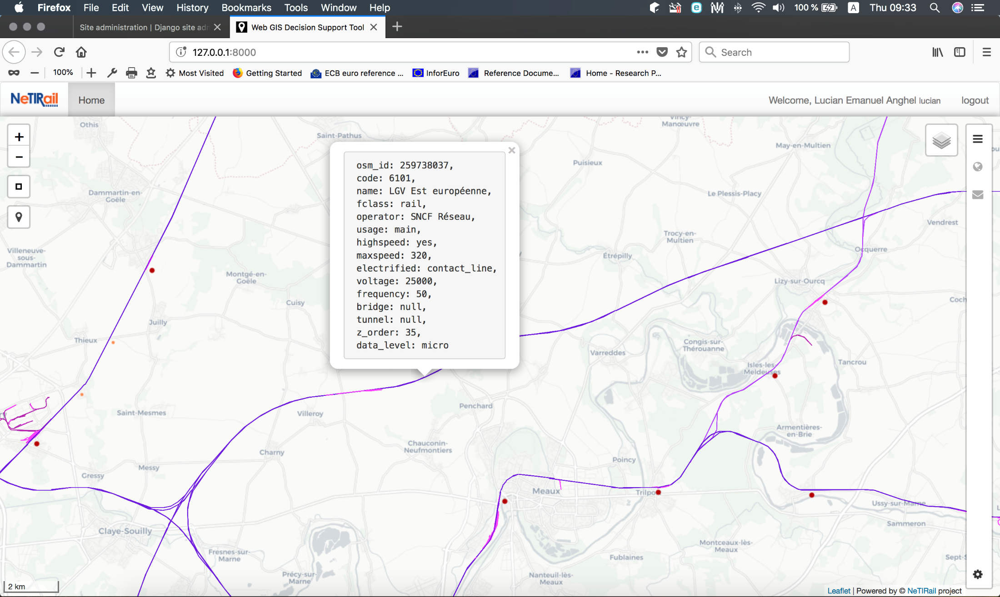 Firefox File Edit View History Bookmarks Tools Window Help 100 % A Thu 09:33
Site administration | Django site adr Web GIS Decision Support Tool
127.0.0.1:8000 Search
100% Most Visited Getting Started ECB euro reference ... InforEuro Reference Docume... Home - Research P...
NeTIRail Home Welcome, Lucian Emanuel Anghel lucian logout
Othis
Saint-Pathus
Vincy-
Manœuvre
May-en-Multien
Puisieux
Dammartin-en-
Goële
Le Plessis-Placy
Vendrest
Trocy-en-
Multien
Ocquerre
Étrépilly
Villeneuve-
sous-
Dammartin
Montgé-en-
Goële
Lizy-sur-Ourcq
Cuisy
Coch
Juilly
Thieux
osm_id: 259738037,
code: 6101,
name: LGV Est européenne,
fclass: rail,
operator: SNCF Réseau,
usage: main,
highspeed: yes,
maxspeed: 320,
electrified: contact_line,
voltage: 25000,
frequency: 50,
bridge: null,
tunnel: null,
z_order: 35,
data_level: micro
Congis-sur-
Thérouanne
Varreddes
Isles-les-
Meldeuses
Tancrou
Penchard
Saint-Mesmes
Villeroy
Armentières-
en-Brie
Chauconin-
Neufmontiers
Charny
Poincy
Messy
Gressy
Meaux
Trilpo
Ussy-sur-Marne
Sammeron
Claye-Souilly
Montceaux-lès-
Meaux
Fresnes-sur-
Marne
Fublaines
Sept-S
Précy-sur-
Marne
Nanteuil-lès-
Meaux
2 km
Leaflet | Powered by © NeTIRail project